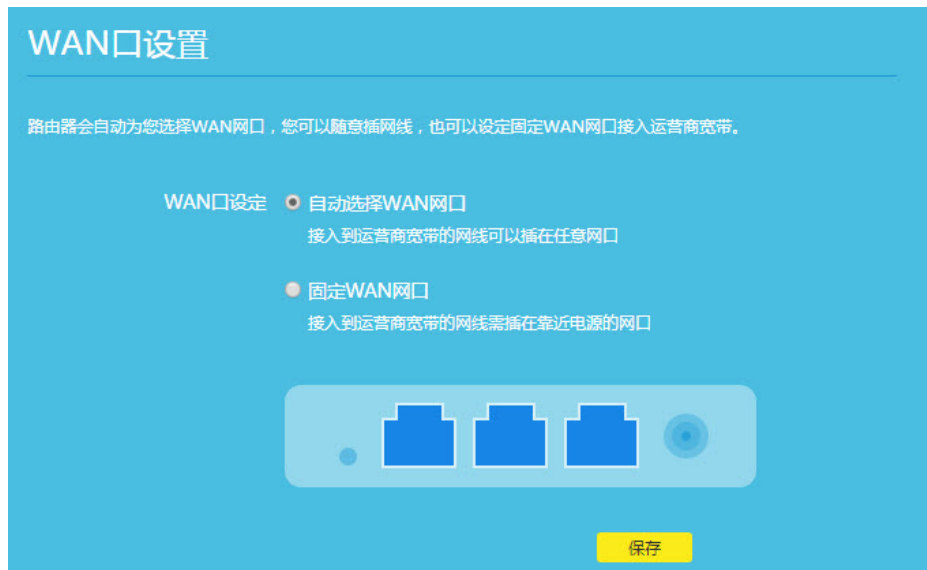 WAN口设置
路由器会自动为您选择WAN网口，您可以随意插网线，也可以设定固定WAN网口接入运营商宽带。
WAN口设定 自动选择WAN网口
接入到运营商宽带的网线可以插在任意网口
固定WAN网口
接入到运营商宽带的网线需插在靠近电源的网口
保存